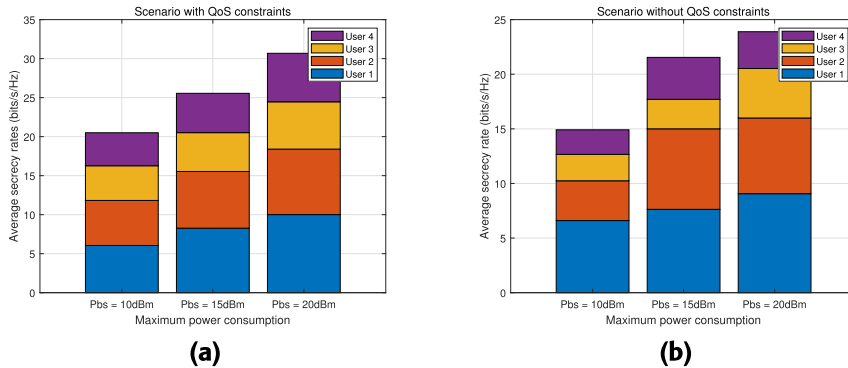 Scenario with QoS constraints
35
30
25
20
15
10
5
0
Average secrecy rates (bits/s/Hz)
User 4
User 3
User 2
User 1
Pbs = 10dBm Pbs = 15dBm Pbs = 20dBm
Maximum power consumption
(a)
Scenario without QoS constraints
25
20
15
10
5
0
Average secrecy rate (bits/s/Hz)
User 4
User 3
User 2
User 1
Pbs = 10dBm Pbs = 15dBm Pbs = 20dBm
Maximum power consumption
(b)